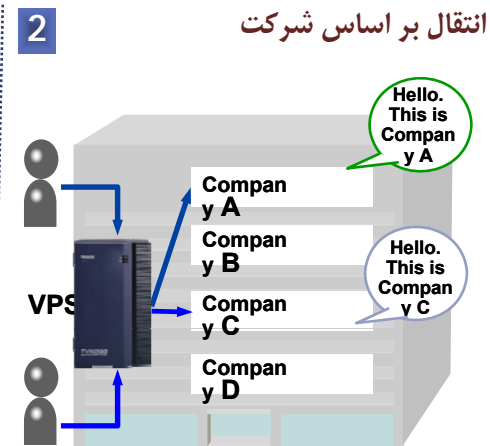 2
انتقال بر اساس شرکت
Hello.
This is
Compan
y A
Compan
y A
Compan
y B
Hello.
This is
Compan
y C
VPS
Compan
y C
Compan
y D